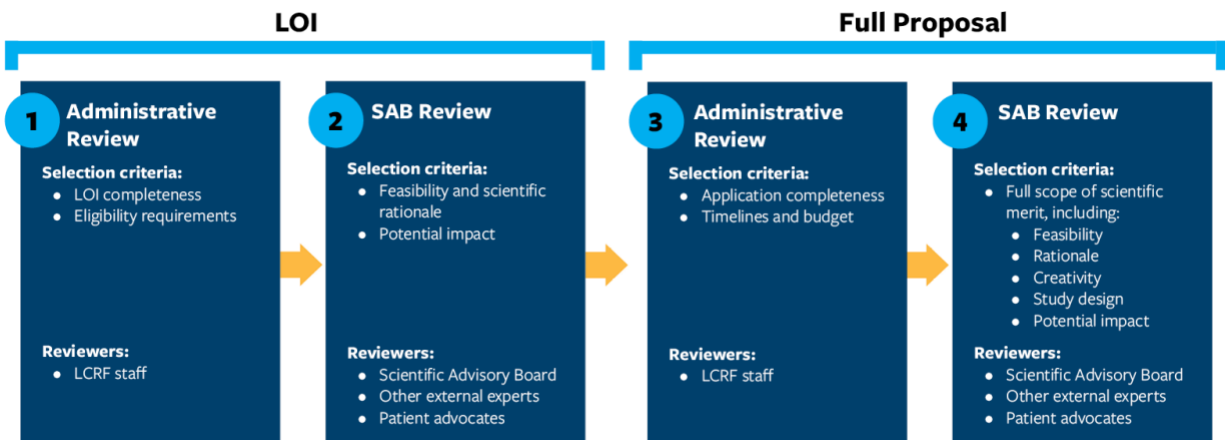 LOI
Full Proposal
1
Administrative
Review
Selection criteria:
• LOI completeness
• Eligibility requirements
Reviewers:
• LCRF staff
2
SAB Review
Selection criteria:
• Feasibility and scientific
rationale
• Potential impact
Reviewers:
• Scientific Advisory Board
• Other external experts
• Patient advocates
3
Administrative
Review
Selection criteria:
• Application completeness
• Timelines and budget
Reviewers:
• LCRF staff
4
SAB Review
Selection criteria:
• Full scope of scientific
merit, including:
• Feasibility
• Rationale
• Creativity
• Study design
• Potential impact
Reviewers:
• Scientific Advisory Board
• Other external experts
• Patient advocates